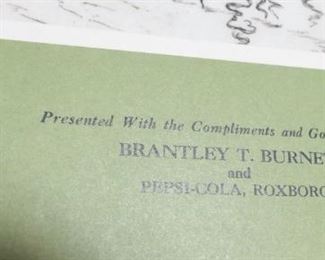 Presented With the Compliments and Go
BRANTLEY T. BURNE
and
PEPSI-COLA, ROXBORO